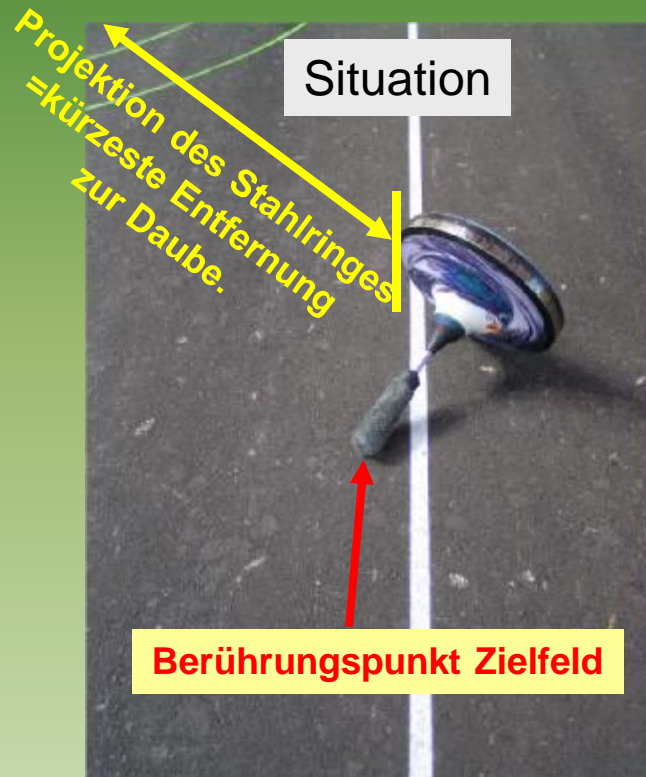 Situation
Projektion des Stahlringes
=kürzeste Entfernung
zur Daube.
Berührungspunkt Zielfeld